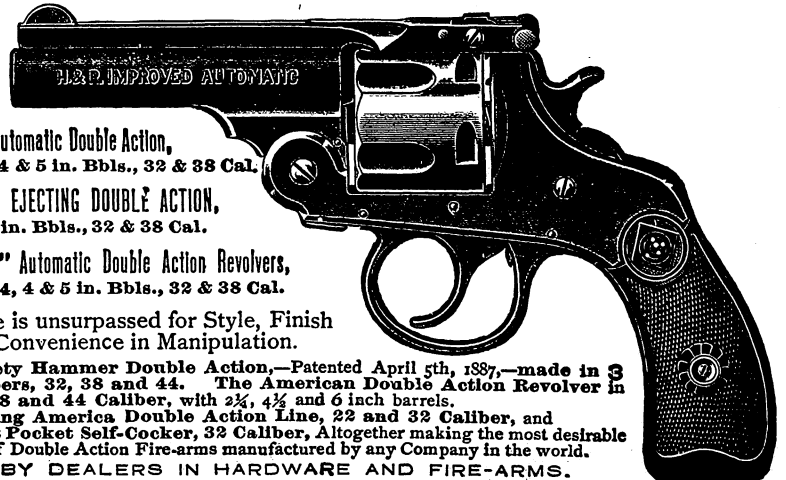 H.& R. IMPROVED AUTOMATIC
utomatic Double Action,
4 & 5 in. Bbls., 32 & 38 Cal.
EJECTING DOUBLE ACTION,
in. Bbls., 32 & 38 Cal.
" Automatic Double Action Revolvers,
4, 4 & 5 in. Bbls., 32 & 38 Cal.
e is unsurpassed for Style, Finish
Convenience in Manipulation.
ety Hammer Double Action,—Patented April 5th, 1887,—made in 3
bers, 32, 38 and 44. The American Double Action Revolver in
38 and 44 Caliber, with 2½, 4½ and 6 inch barrels.
ng America Double Action Line, 22 and 32 Caliber, and
s Pocket Self-Cocker, 32 Caliber, Altogether making the most desirable
f Double Action Fire-arms manufactured by any Company in the world.
BY DEALERS IN HARDWARE AND FIRE-ARMS.